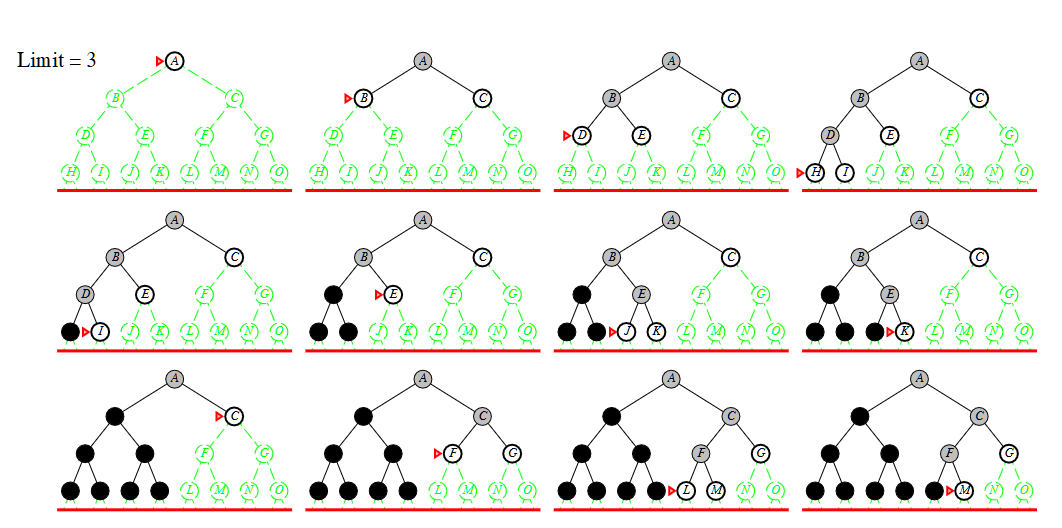 Limit = 3 A A A A
B C B C B C B C
D E F G D E F G D E F G D E F G
H I J K L M N O H I J K L M N O H I J K L M N O H I J K L M N O
A A A A
B C B C B C B C
D E F G E F G E F G E F G
I J K L M N O J K L M N O J K L M N O K L M N O
A A A A
C C C C
F G F G F G F G
L M N O L M N O L M N O M N O